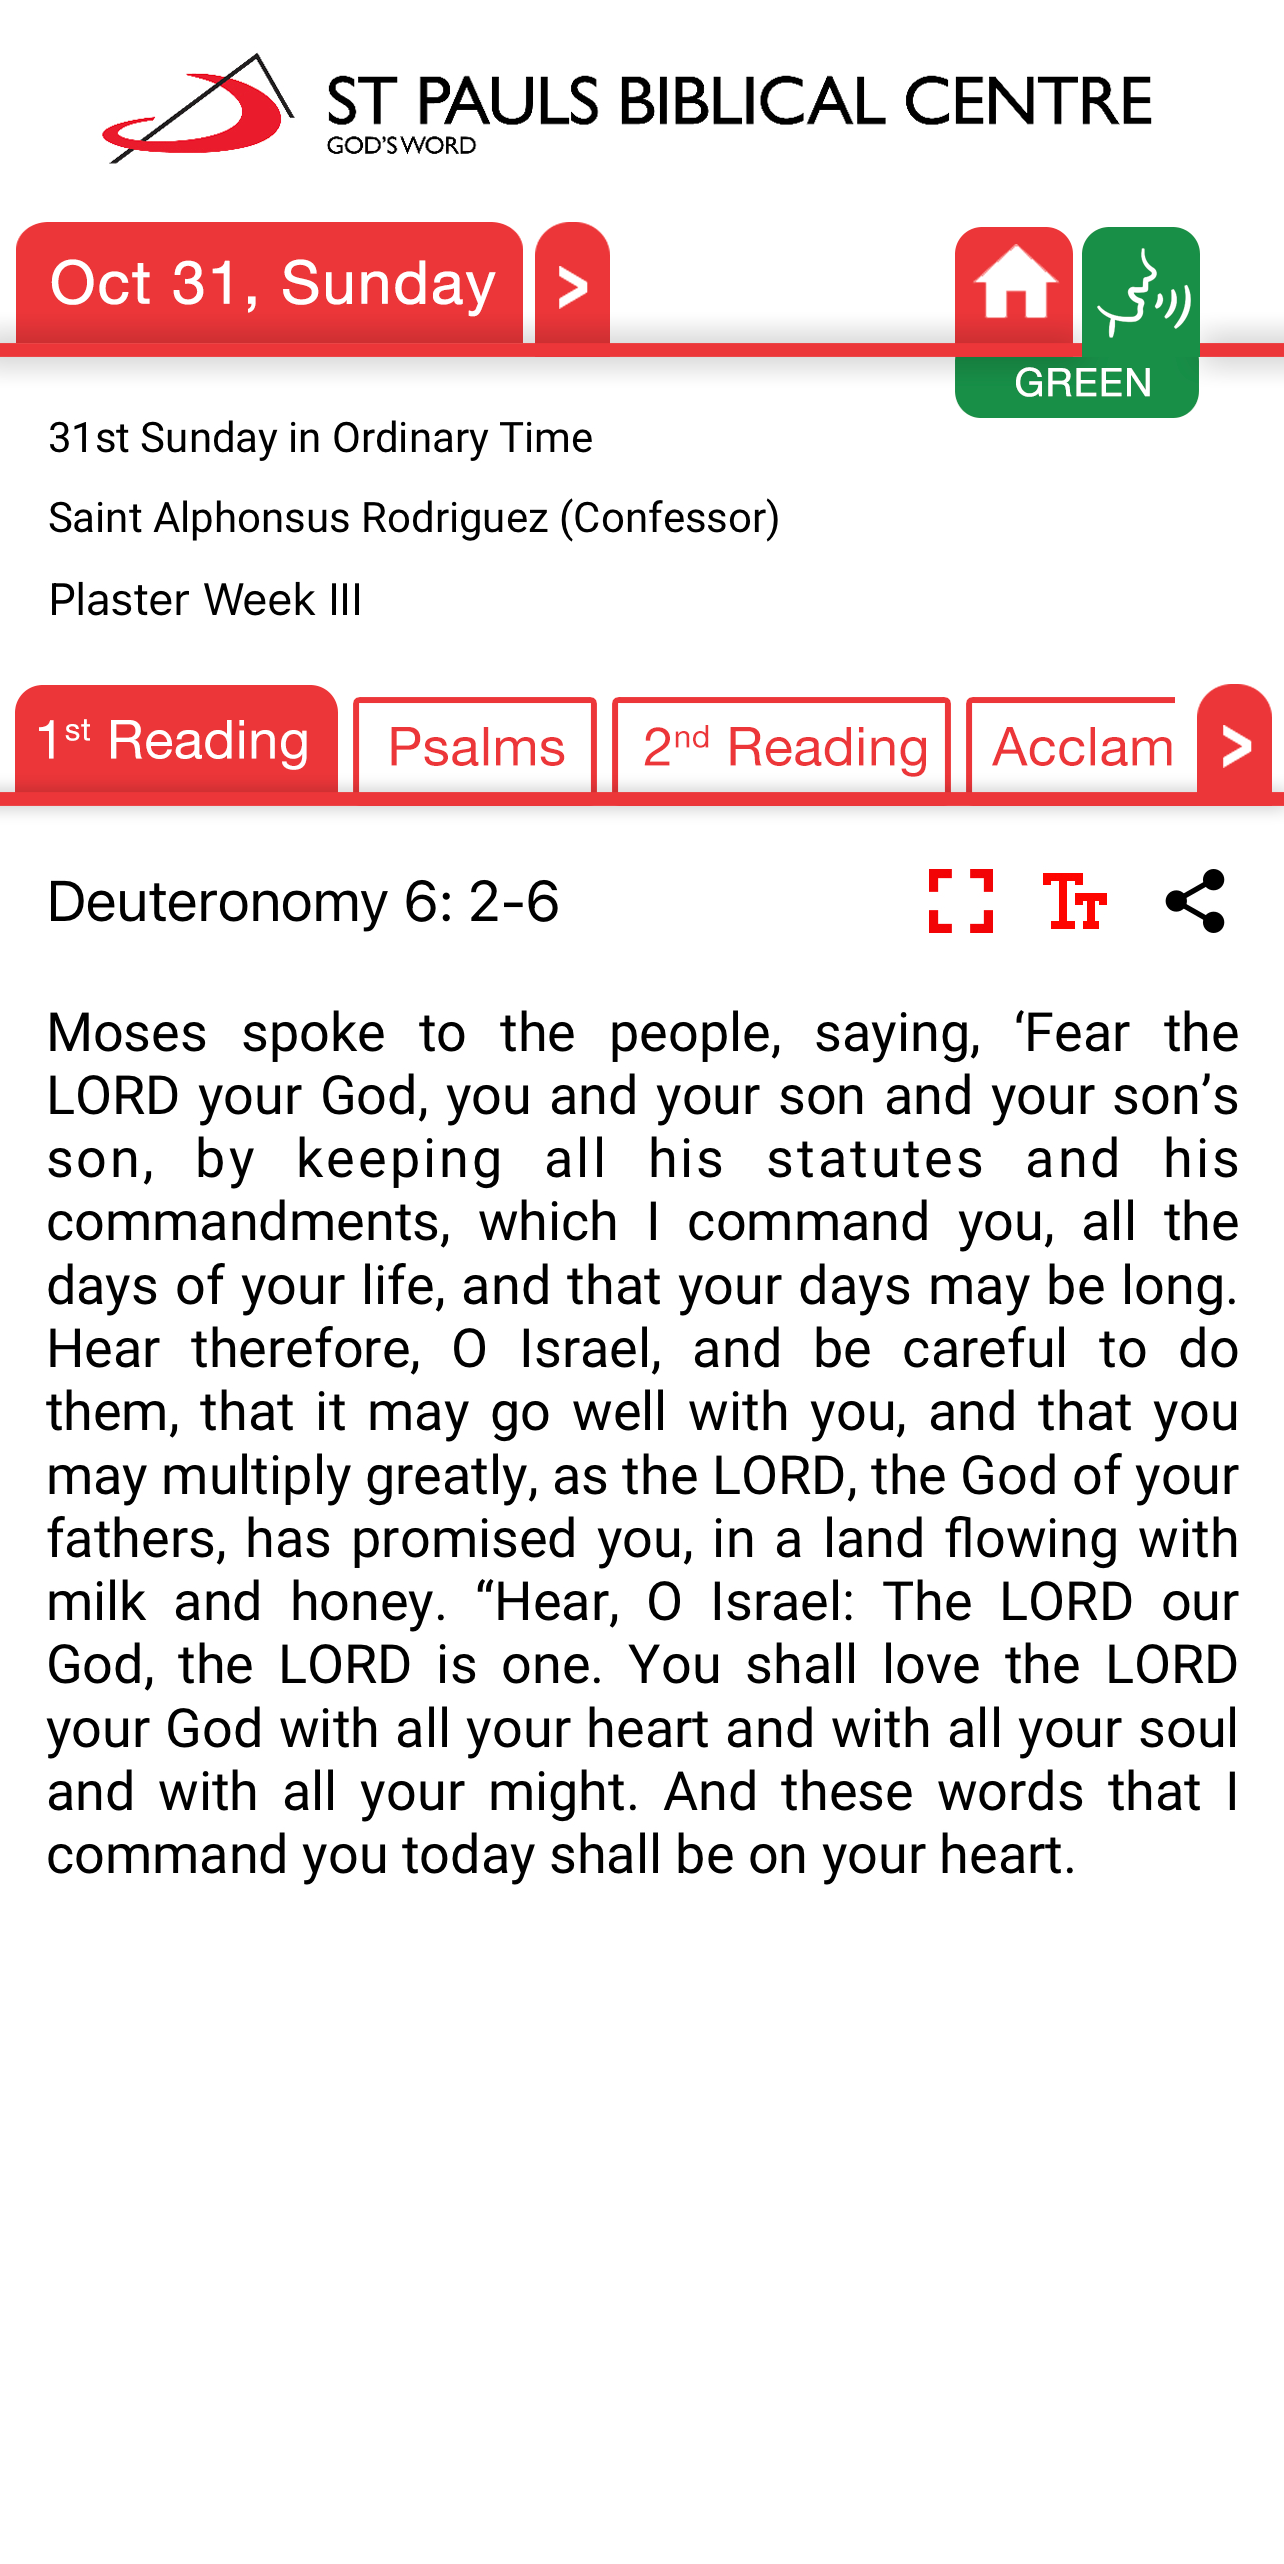 ST PAULS BIBLICAL CENTRE
GOD'S WORD
Oct 31, Sunday >
GREEN
31st Sunday in Ordinary Time
Saint Alphonsus Rodriguez (Confessor)
Plaster Week III
1st Reading Psalms 2nd Reading Acclam >
Deuteronomy 6: 2-6
Moses spoke to the people, saying, ‘Fear the
LORD your God, you and your son and your son’s
son, by keeping all his statutes and his
commandments, which I command you, all the
days of your life, and that your days may be long.
Hear therefore, O Israel, and be careful to do
them, that it may go well with you, and that you
may multiply greatly, as the LORD, the God of your
fathers, has promised you, in a land flowing with
milk and honey. “Hear, O Israel: The LORD our
God, the LORD is one. You shall love the LORD
your God with all your heart and with all your soul
and with all your might. And these words that I
command you today shall be on your heart.